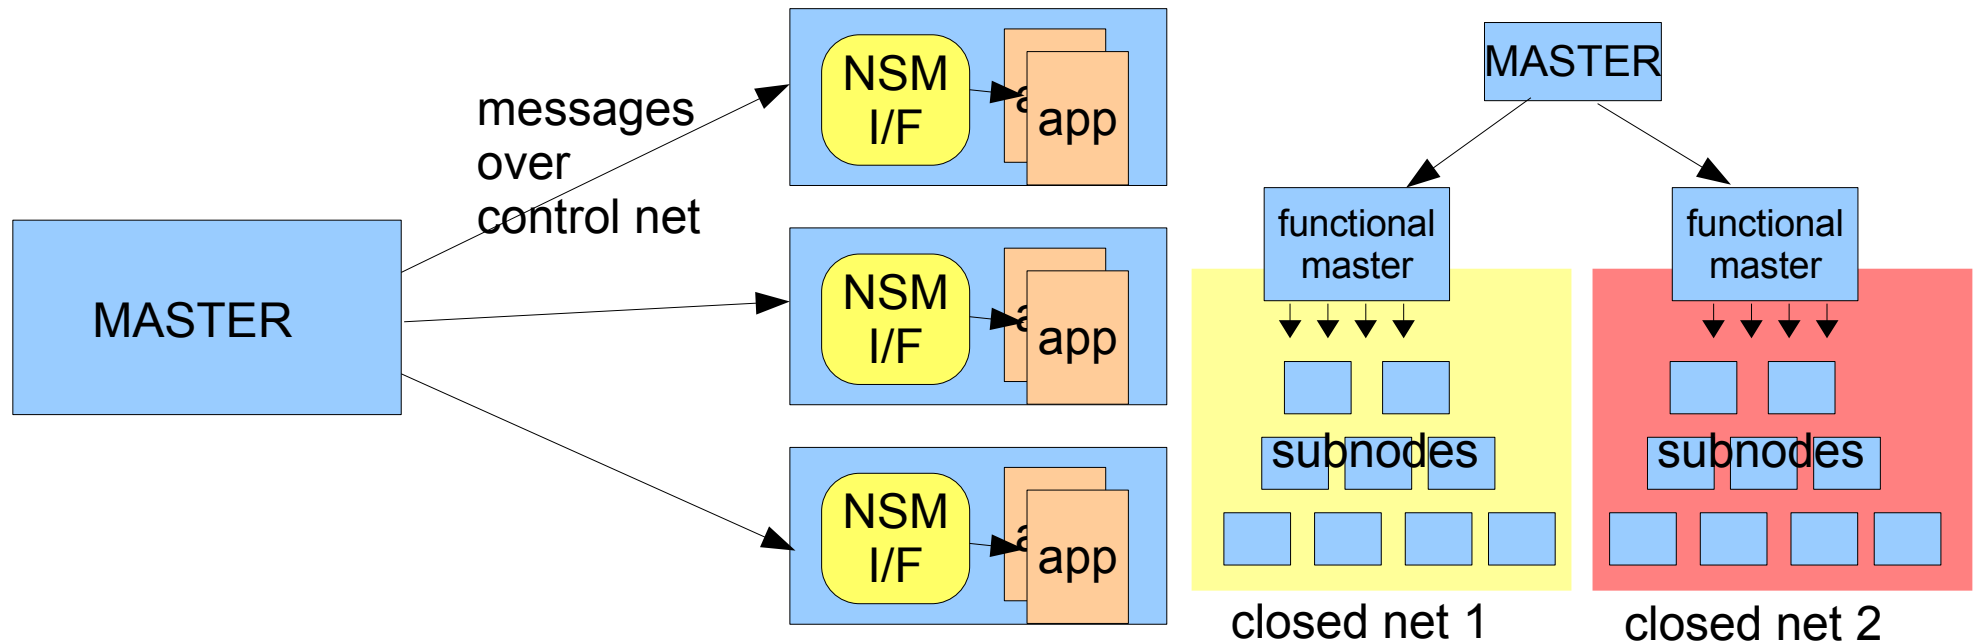 messages
over
control net
MASTER
NSM
I/F
app
NSM
I/F
app
NSM
I/F
app
MASTER
functional
master
functional
master
subnodes
subnodes
closed net 1
closed net 2